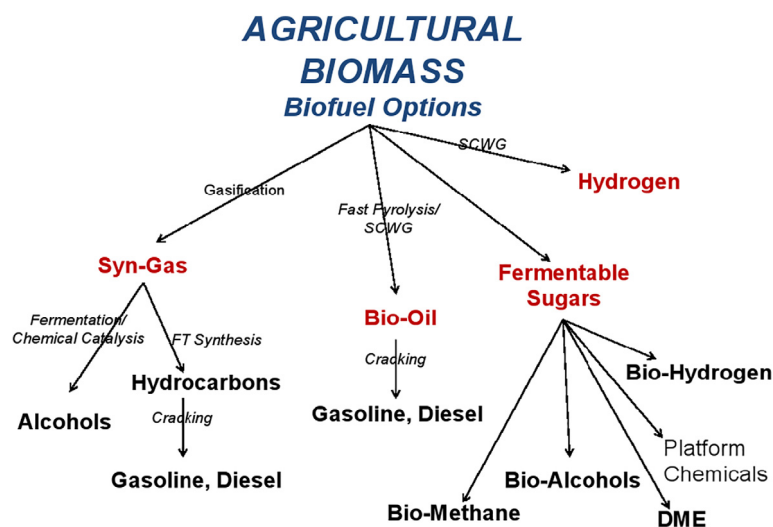 AGRICULTURAL
BIOMASS
Biofuel Options
SCWG
Hydrogen
Gasification
Fast Pyrolysis/
SCWG
Syn-Gas
Fermentable
Sugars
Bio-Oil
Fermentation/
Chemical Catalysis
FT Synthesis
Cracking
Hydrocarbons
Bio-Hydrogen
Alcohols
Cracking
Gasoline, Diesel
Platform
Chemicals
Gasoline, Diesel
Bio-Alcohols
Bio-Methane
DME